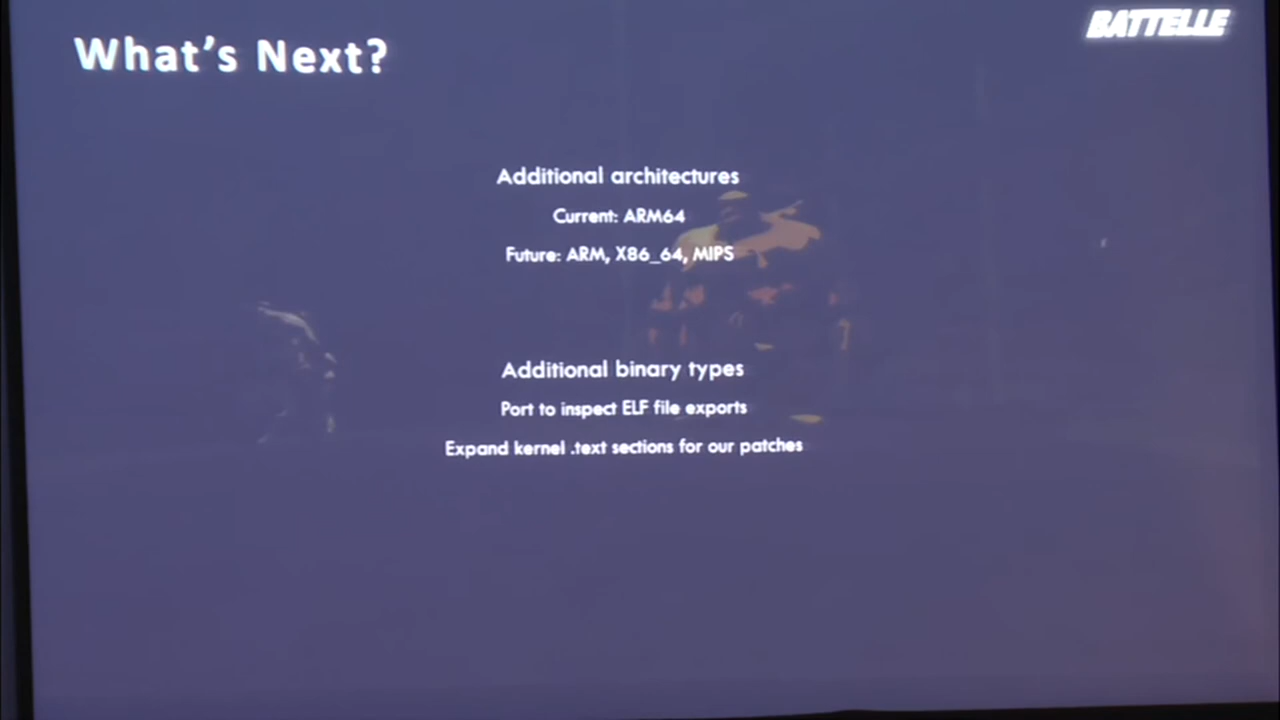 BATTELLE
What's Next?
Additional architectures
Current: ARM64
Future: ARM, X86_64, MIPS
Additional binary types
Port to inspect ELF file exports
Expand kernel .text sections for our patches